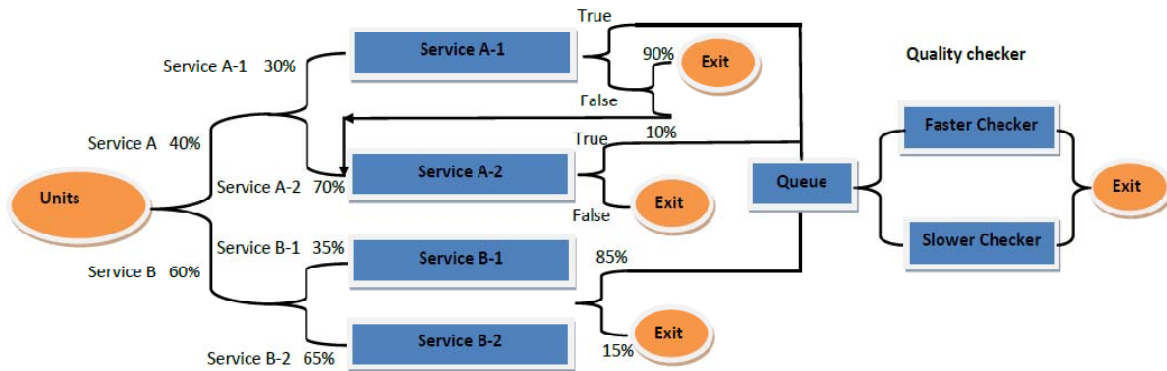 True
Service A-1
90%
Exit
Quality checker
Service A-1 30%
False
Faster Checker
Service A 40%
True
10%
Service A-2
Queue
Service A-2 70%
Units
Exit
Exit
False
Service B-1 35%
Service B-1
85%
Slower Checker
Service B 60%
Service B-2
Exit
Service B-2 65%
15%